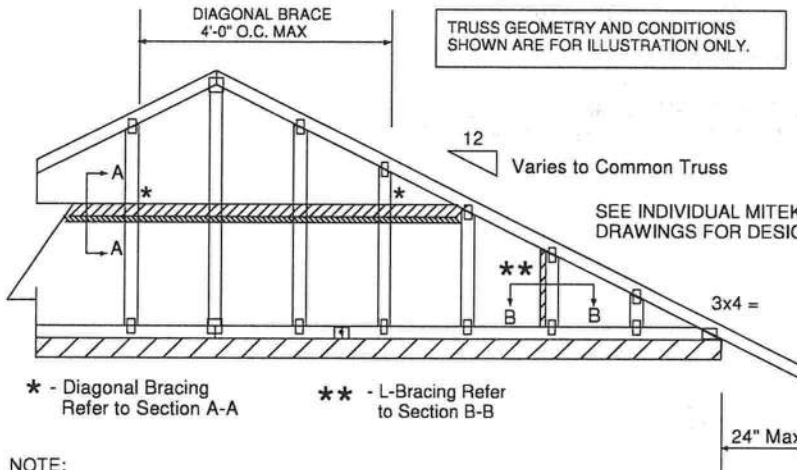 DIAGONAL BRACE
4'-0" O.C. MAX
TRUSS GEOMETRY AND CONDITIONS
SHOWN ARE FOR ILLUSTRATION ONLY.
12
Varies to Common Truss
A
*
*
SEE INDIVIDUAL MITEK
DRAWINGS FOR DESIG
A
**
B
B
3x4 =
* - Diagonal Bracing
Refer to Section A-A
** - L-Bracing Refer
to Section B-B
24" Max
NOTE: